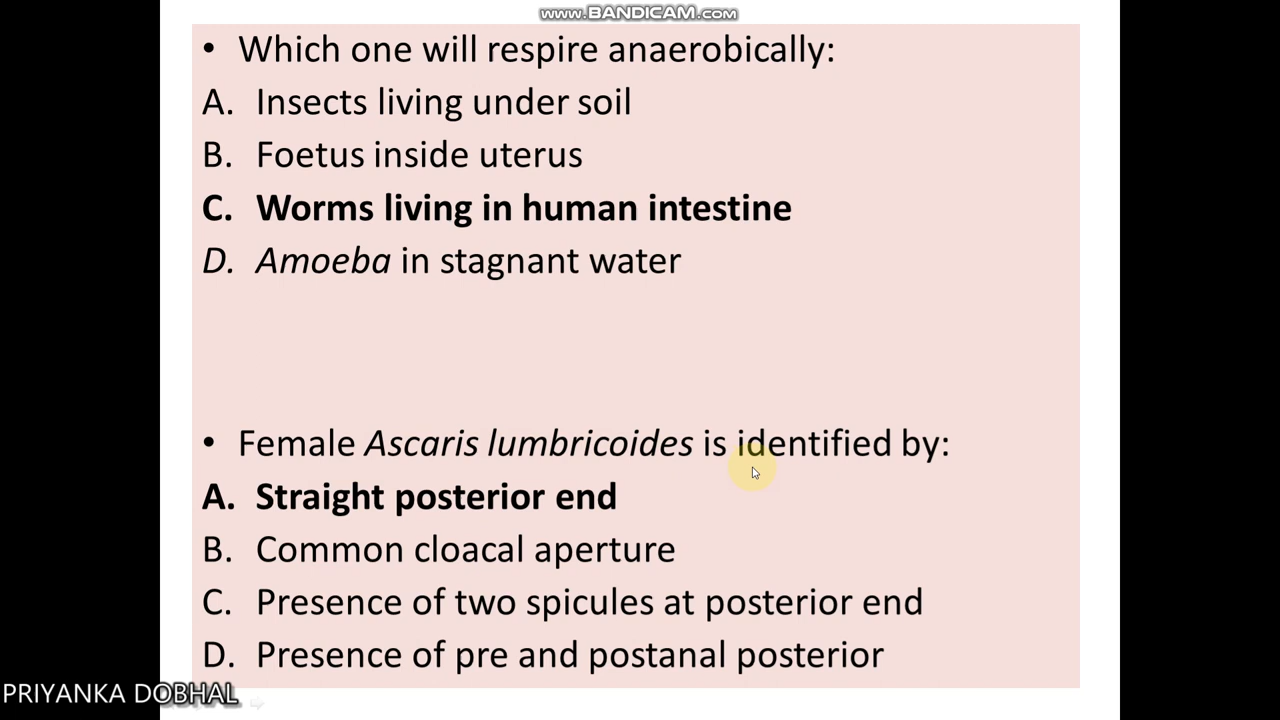 www.BANDICAM.com
• Which one will respire anaerobically:
A. Insects living under soil
B. Foetus inside uterus
C. Worms living in human intestine
D. Amoeba in stagnant water
• Female Ascaris lumbricoides is identified by:
A. Straight posterior end
B. Common cloacal aperture
C. Presence of two spicules at posterior end
D. Presence of pre and postanal posterior
PRIYANKA DOBHAL